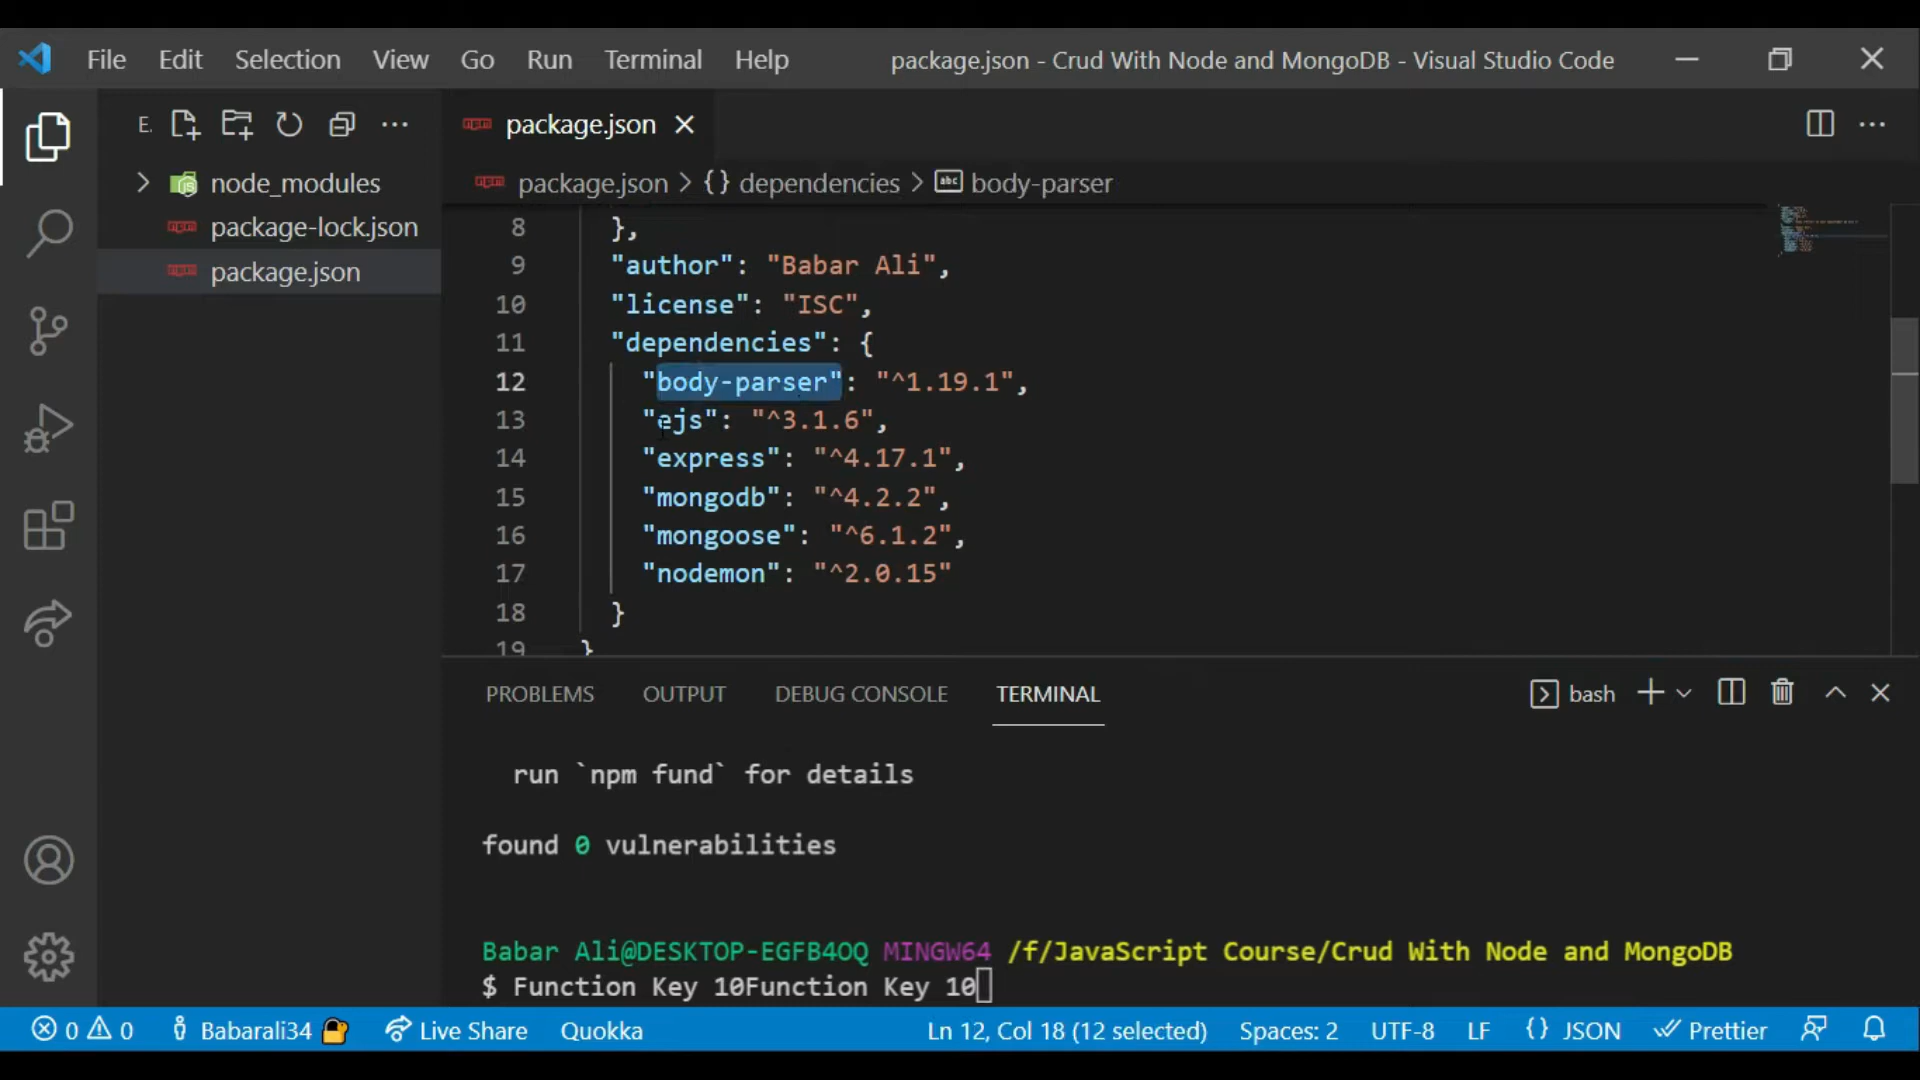 File Edit Selection View Go Run Terminal Help package.json - Crud With Node and MongoDB - Visual Studio Code
E.
node_modules
package-lock.json
package.json
package.json
package.json > {} dependencies > abc body-parser
8 },
9 "author": "Babar Ali",
10 "license": "ISC",
11 "dependencies": {
12 "body-parser": "^1.19.1",
13 "ejs": "^3.1.6",
14 "express": "^4.17.1",
15 "mongodb": "^4.2.2",
16 "mongoose": "^6.1.2",
17 "nodemon": "^2.0.15"
18 }
19 }
PROBLEMS OUTPUT DEBUG CONSOLE TERMINAL bash
run `npm fund` for details
found 0 vulnerabilities
Babar Ali@DESKTOP-EGFB4OQ MINGW64 /f/JavaScript Course/Crud With Node and MongoDB
$ Function Key 10Function Key 10
0 0 Babarali34 Live Share Quokka Ln 12, Col 18 (12 selected) Spaces: 2 UTF-8 LF {} JSON Prettier